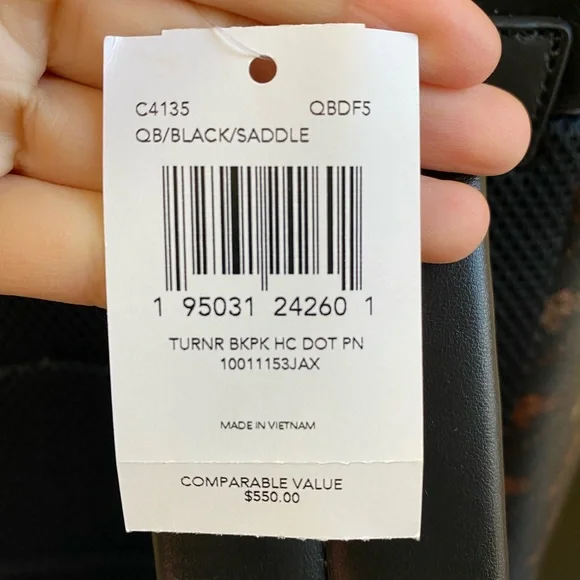 C4135 QBDF5
QB/BLACK/SADDLE
1 95031 24260 1
TURNR BKPK HC DOT PN
10011153JAX
MADE IN VIETNAM
COMPARABLE VALUE
$550.00